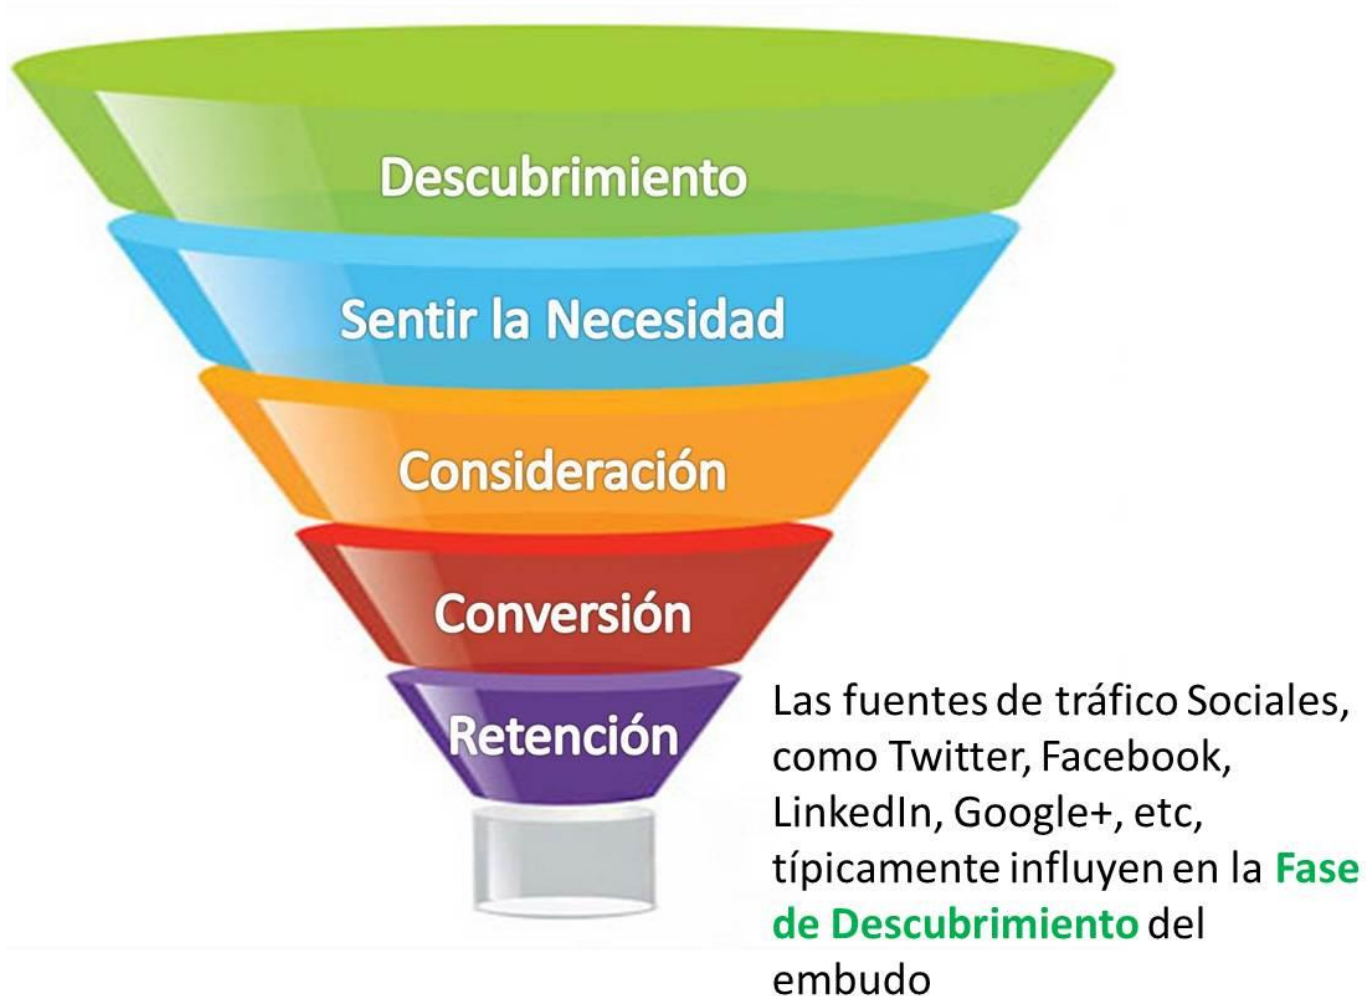 Descubrimiento
Sentir la Necesidad
Consideración
Conversión
Retención
Las fuentes de tráfico Sociales,
como Twitter, Facebook,
LinkedIn, Google+, etc,
típicamente influyen en la Fase
de Descubrimiento del
embudo